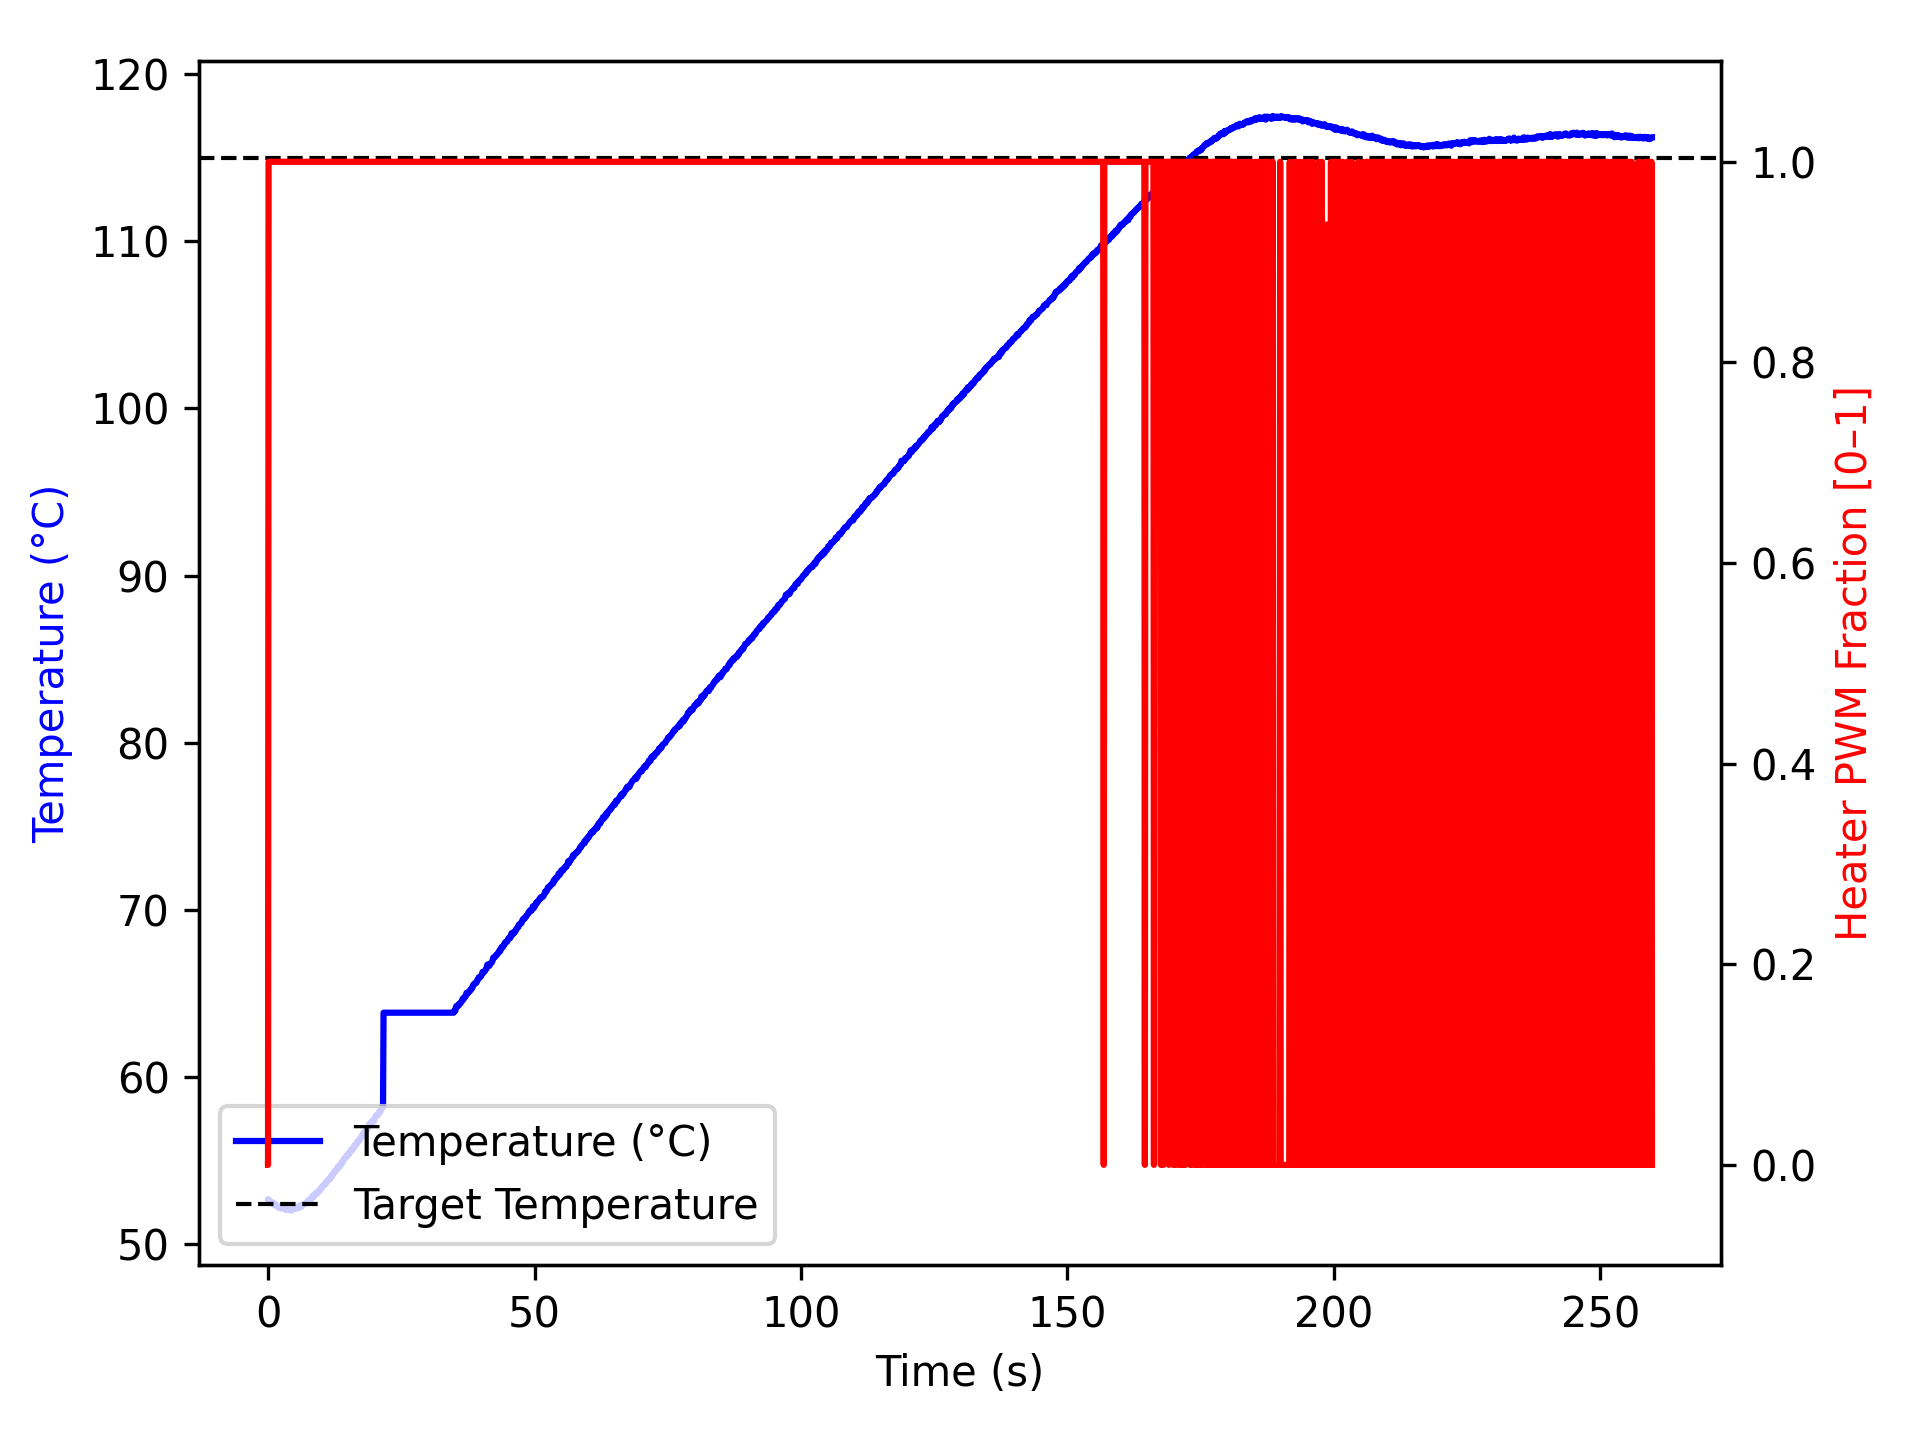 120
110
100
90
80
70
60
50
Temperature (°C)
1.0
0.8
0.6
0.4
0.2
0.0
Heater PWM Fraction [0–1]
Temperature (°C)
Target Temperature
0 50 100 150 200 250
Time (s)